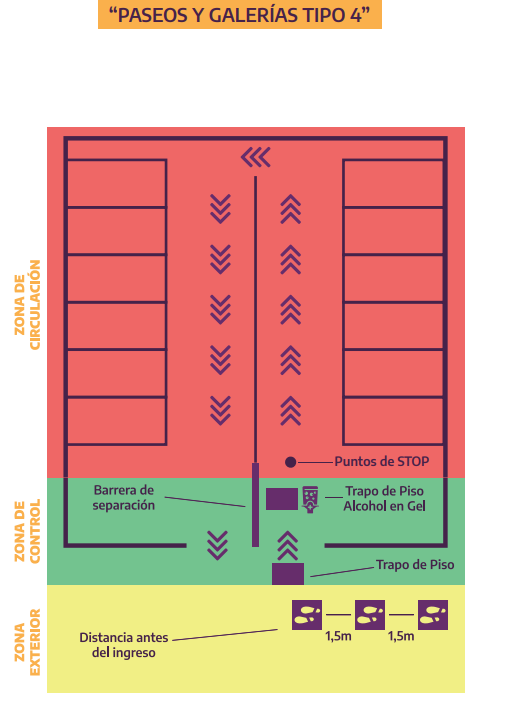 “PASEOS Y GALERÍAS TIPO 4”
ZONA DE
CIRCULACIÓN
Puntos de STOP
ZONA DE
CONTROL
Barrera de
separación
Trapo de Piso
Alcohol en Gel
Trapo de Piso
ZONA
EXTERIOR
Distancia antes
del ingreso
1,5m
1,5m